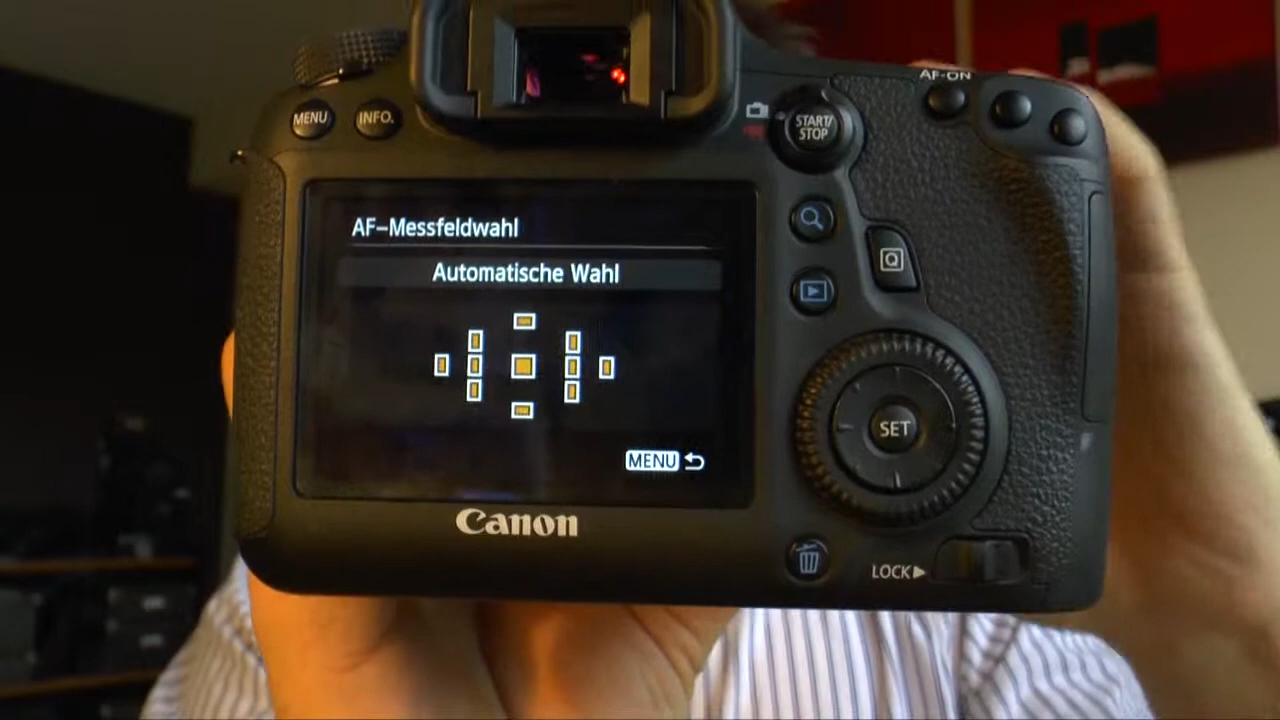 AF-ON
MENU
INFO.
START/
STOP
AF-Messfeldwahl
Automatische Wahl
Q
MENU
SET
Canon
LOCK